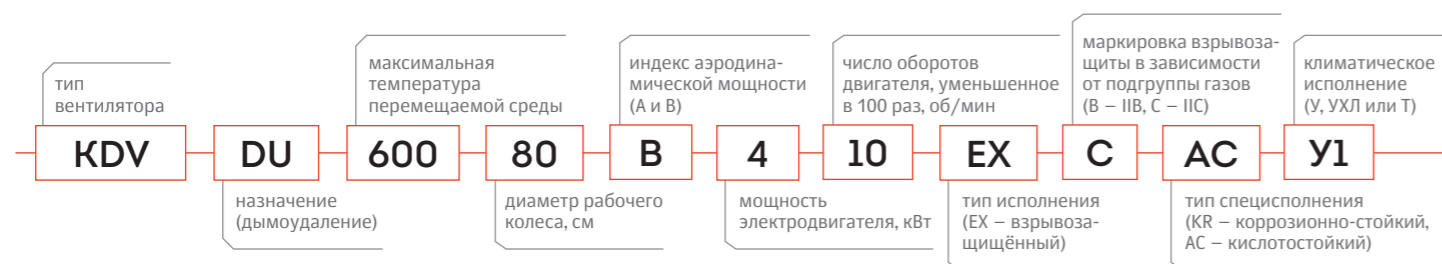 тип
вентилятора
максимальная
температура
перемещаемой среды
индекс аэродина-
мической мощности
(А и В)
число оборотов
двигателя, уменьшенное
в 100 раз, об/мин
маркировка взрывоза-
щиты в зависимости
от подгруппы газов
(B – IIB, C – IIC)
климатическое
исполнение
(У, УХЛ или Т)
KDV DU 600 80 B 4 10 EX C AC У1
назначение
(дымоудаление)
диаметр рабочего
колеса, см
мощность
электродвигателя, кВт
тип исполнения
(EX – взрывоза-
щищённый)
тип специсполнения
(KR – коррозионно-стойкий,
AC – кислотостойкий)